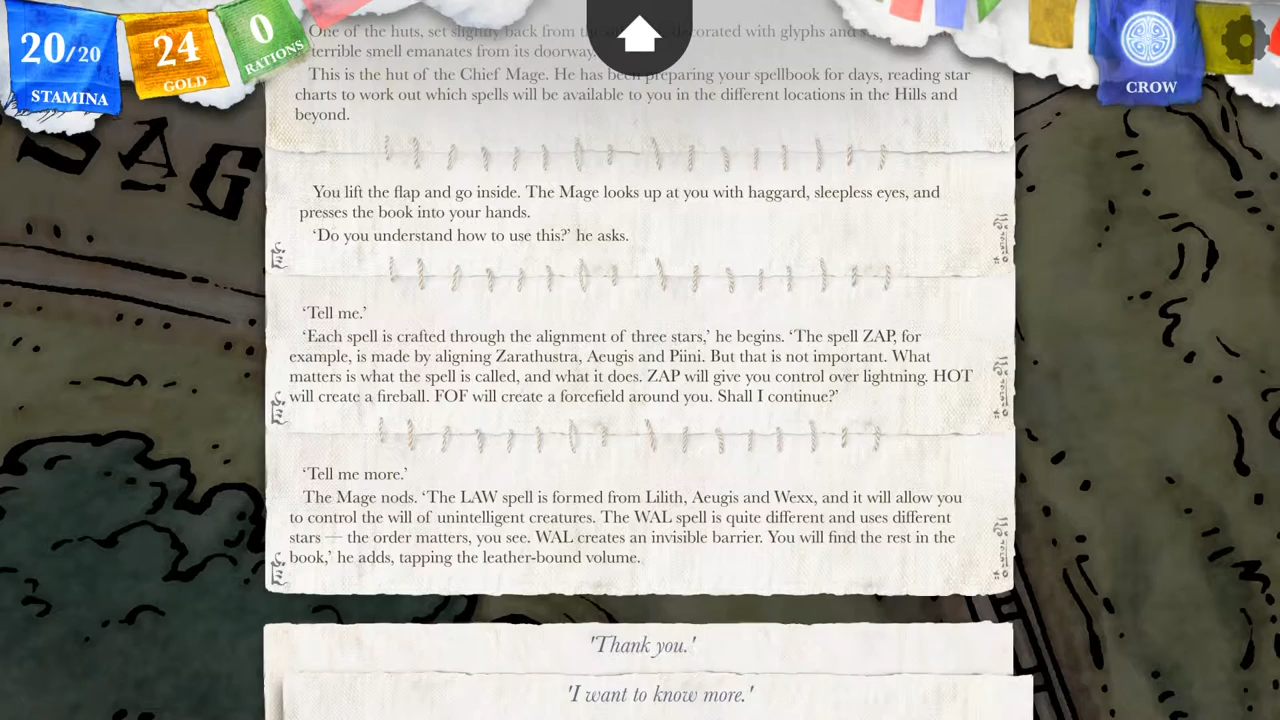 20/20
STAMINA
24
GOLD
0
RATIONS
CROW
SAG
One of the huts, set slightly back from the decorated with glyphs and
terrible smell emanates from its doorway.
This is the hut of the Chief Mage. He has been preparing your spellbook for days, reading star
charts to work out which spells will be available to you in the different locations in the Hills and
beyond.
You lift the flap and go inside. The Mage looks up at you with haggard, sleepless eyes, and
presses the book into your hands.
‘Do you understand how to use this?’ he asks.
‘Tell me.’
‘Each spell is crafted through the alignment of three stars,’ he begins. ‘The spell ZAP, for
example, is made by aligning Zarathustra, Aeugis and Piini. But that is not important. What
matters is what the spell is called, and what it does. ZAP will give you control over lightning. HOT
will create a fireball. FOF will create a forcefield around you. Shall I continue?’
‘Tell me more.’
The Mage nods. ‘The LAW spell is formed from Lilith, Aeugis and Wexx, and it will allow you
to control the will of unintelligent creatures. The WAL spell is quite different and uses different
stars — the order matters, you see. WAL creates an invisible barrier. You will find the rest in the
book,’ he adds, tapping the leather-bound volume.
'Thank you.'
'I want to know more.'